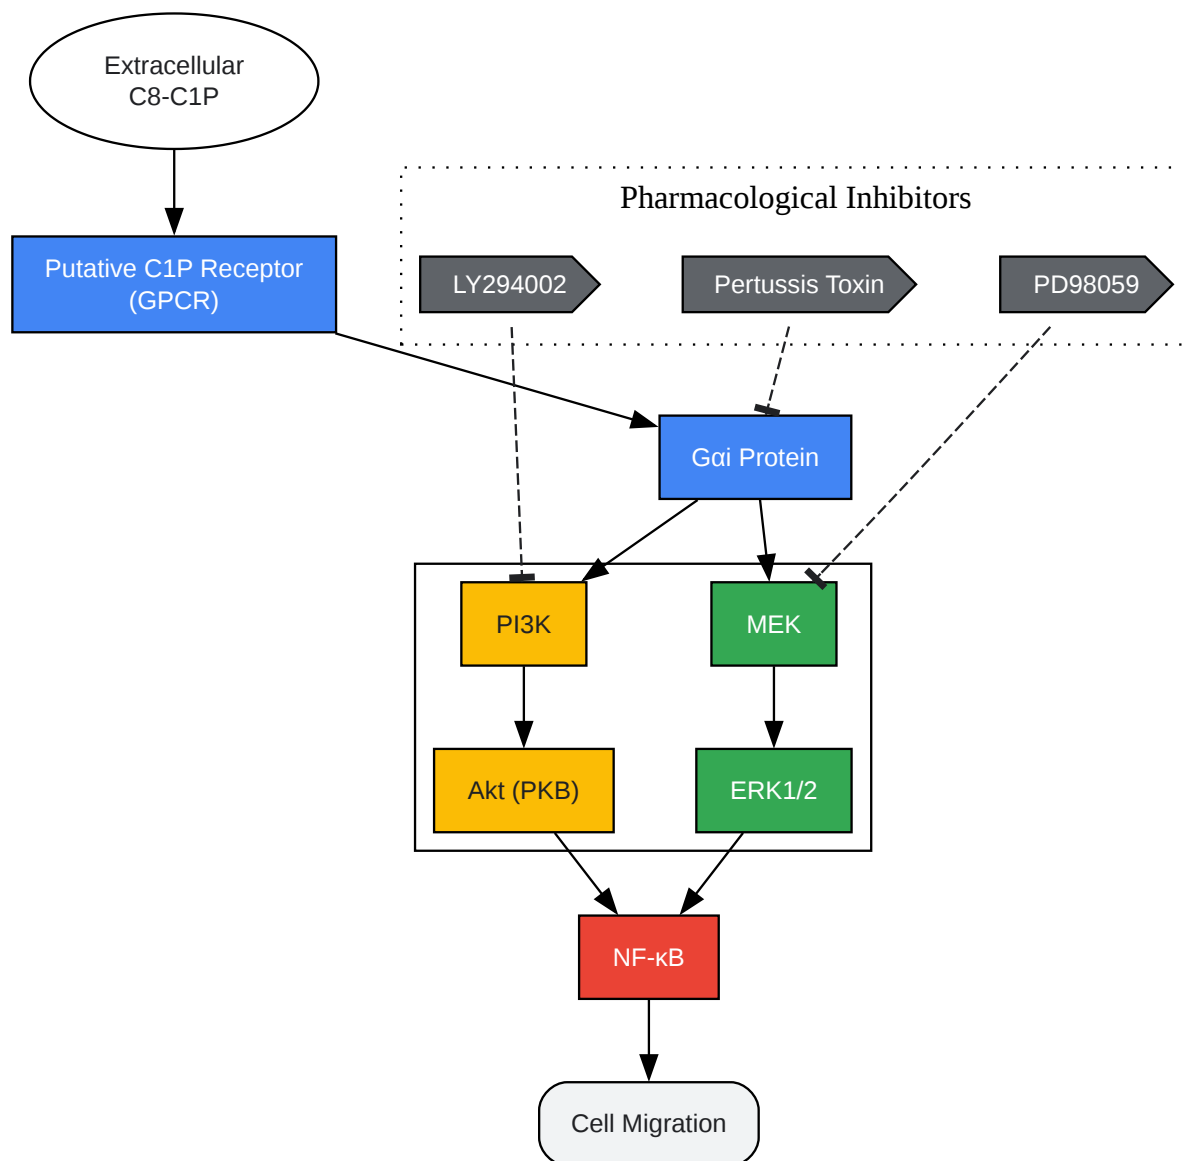 Extracellular
C8-C1P
Pharmacological Inhibitors
Putative C1P Receptor
(GPCR)
LY294002
Pertussis Toxin
PD98059
Gαi Protein
PI3K
MEK
Akt (PKB)
ERK1/2
NF-κB
Cell Migration